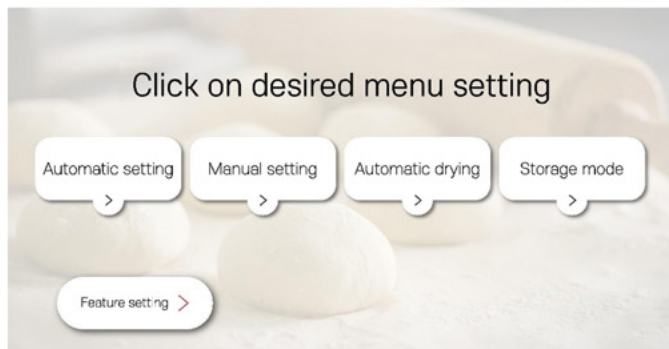 Click on desired menu setting
Automatic setting
Manual setting
Automatic drying
Storage mode
Feature setting